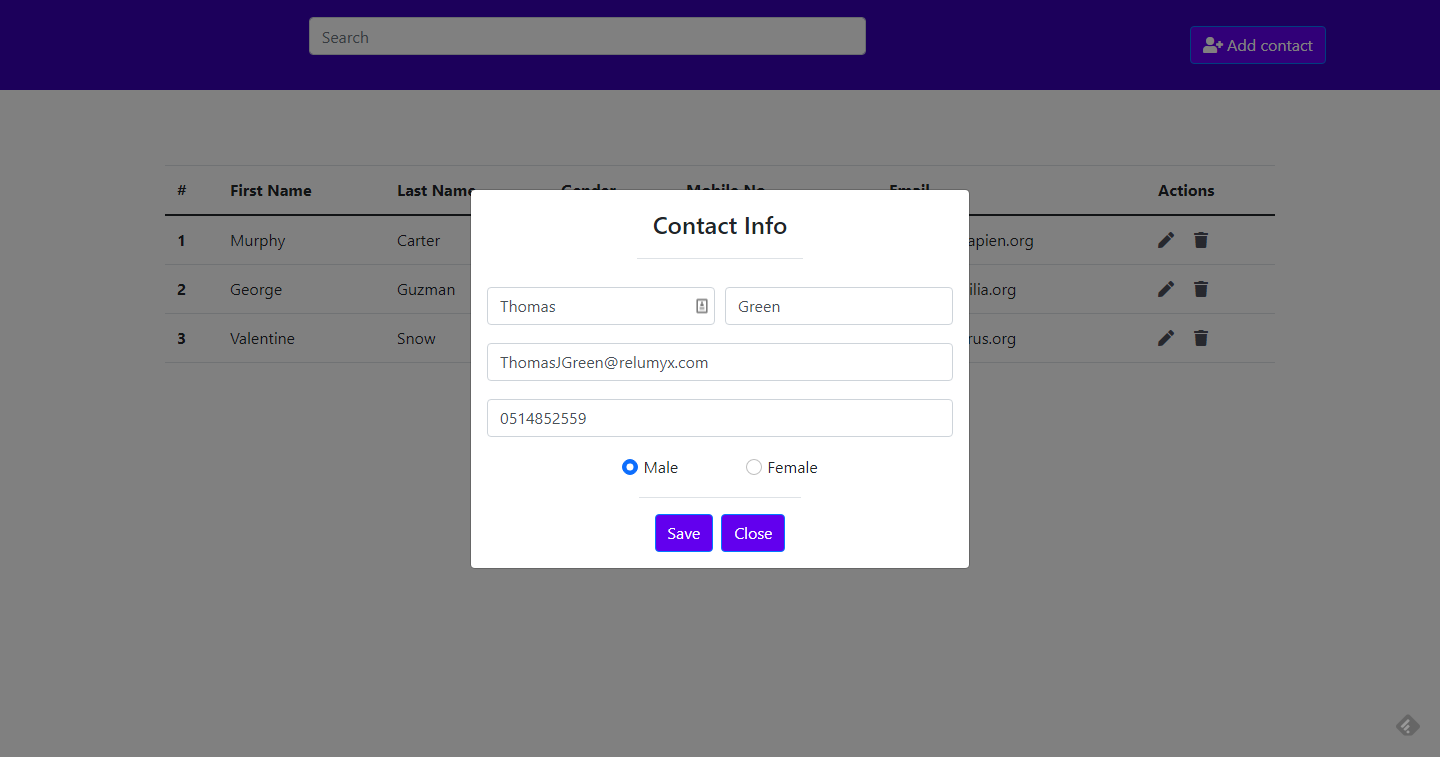 Search
Add contact
# First Name Last Name Gender Mobile No Email Actions
1 Murphy Carter apien.org
2 George Guzman ilia.org
3 Valentine Snow rus.org
Contact Info
Thomas Green
ThomasJGreen@relumyx.com
0514852559
Male Female
Save Close